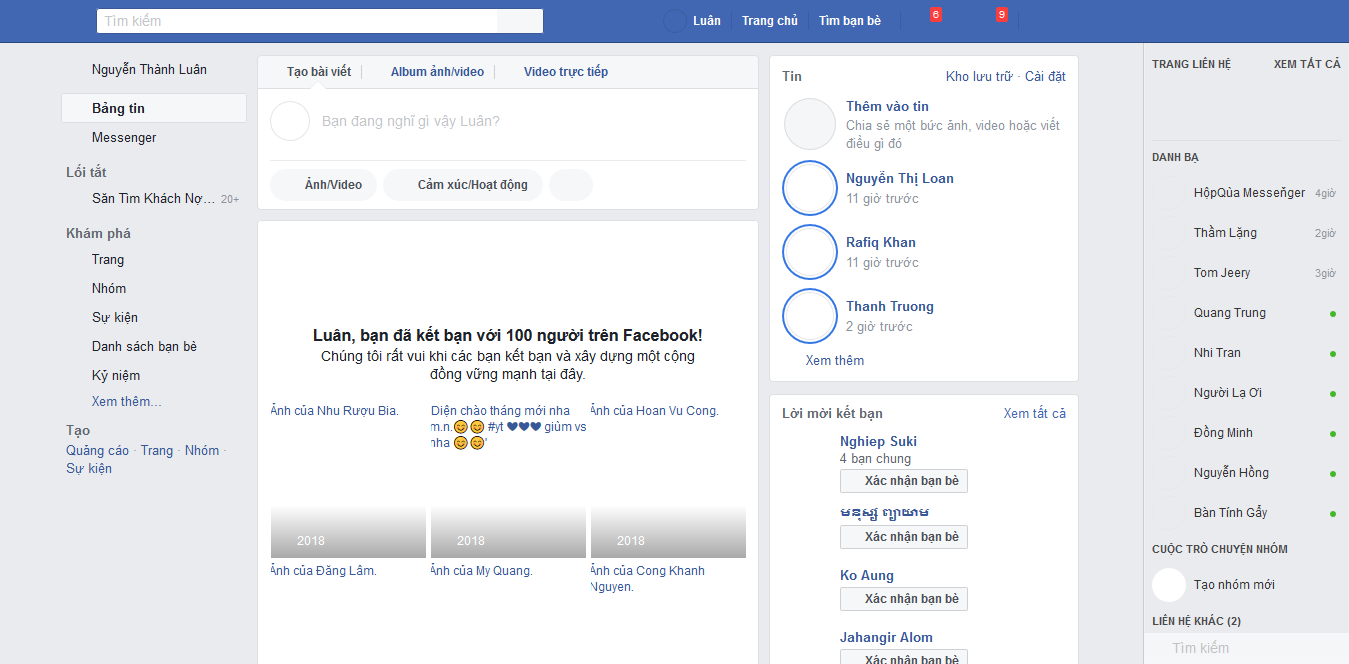 Tìm kiếm
Luân
Trang chủ
Tìm bạn bè
6
9
Nguyễn Thành Luân
Bảng tin
Messenger
Lối tắt
Săn Tìm Khách Nợ... 20+
Khám phá
Trang
Nhóm
Sự kiện
Danh sách bạn bè
Kỷ niệm
Xem thêm...
Tạo
Quảng cáo · Trang · Nhóm ·
Sự kiện
Tạo bài viết
Album ảnh/video
Video trực tiếp
Bạn đang nghĩ gì vậy Luân?
Ảnh/Video
Cảm xúc/Hoạt động
Luân, bạn đã kết bạn với 100 người trên Facebook!
Chúng tôi rất vui khi các bạn kết bạn và xây dựng một cộng
đồng vững mạnh tại đây.
Ảnh của Nhu Rượu Bia.
Diện chào tháng mới nha
m.n.😊😊 #yt ♥♥♥ giùm vs
nha 😊😊'
Ảnh của Hoan Vu Cong.
2018
2018
2018
Ảnh của Đăng Lâm.
Ảnh của My Quang.
Ảnh của Cong Khanh
Nguyen.
Tin
Kho lưu trữ · Cài đặt
Thêm vào tin
Chia sẻ một bức ảnh, video hoặc viết
điều gì đó
Nguyễn Thị Loan
11 giờ trước
Rafiq Khan
11 giờ trước
Thanh Truong
2 giờ trước
Xem thêm
Lời mời kết bạn
Xem tất cả
Nghiep Suki
4 bạn chung
Xác nhận bạn bè
Xác nhận bạn bè
Ko Aung
Xác nhận bạn bè
Jahangir Alom
Xác nhận bạn bè
TRANG LIÊN HỆ
XEM TẤT CẢ
DANH BẠ
HộpQùa Messeñger 4giờ
Thầm Lặng 2giờ
Tom Jeery 3giờ
Quang Trung
Nhi Tran
Người Lạ Ơi
Đồng Minh
Nguyễn Hồng
Bàn Tính Gẩy
CUỘC TRÒ CHUYỆN NHÓM
Tạo nhóm mới
LIÊN HỆ KHÁC (2)
Tìm kiếm